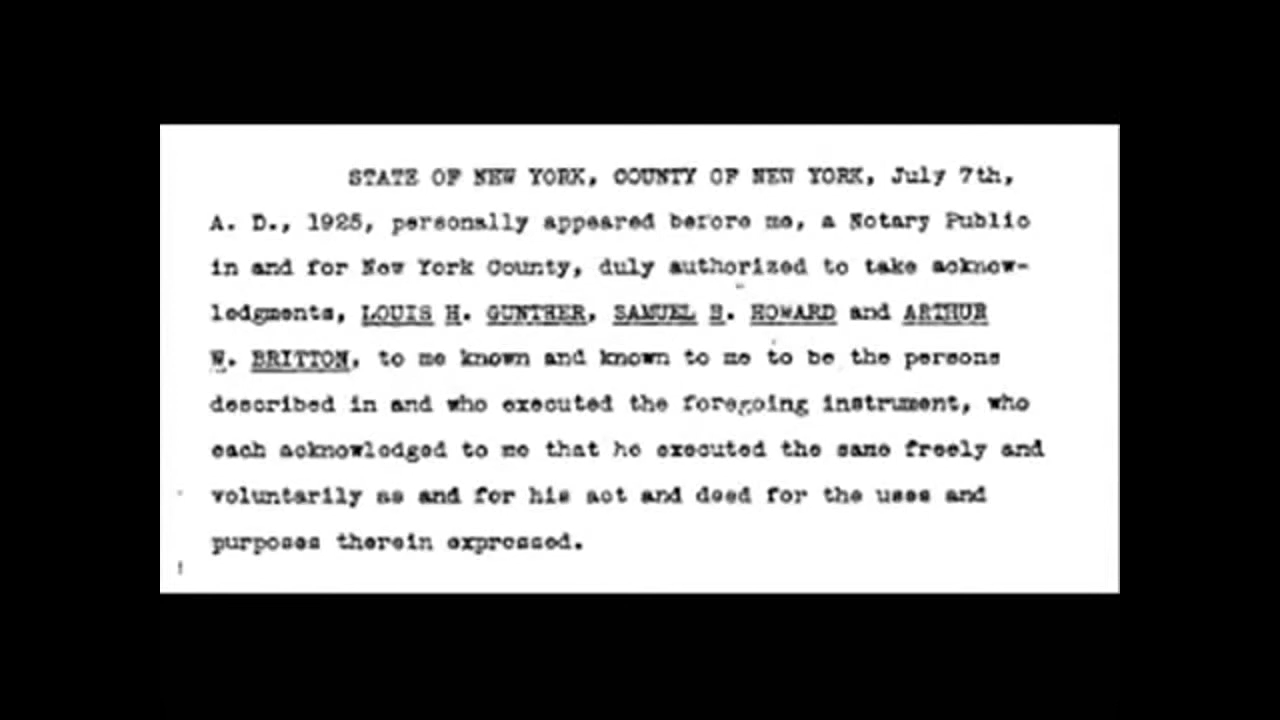 STATE OF NEW YORK, COUNTY OF NEW YORK, July 7th,
A. D., 1925, personally appeared before me, a Notary Public
in and for New York County, duly authorized to take acknow-
ledgments, LOUIS H. GUNTHER, SAMUEL B. HOWARD and ARTHUR
W. BRITTON, to me known and known to me to be the persons
described in and who executed the foregoing instrument, who
each acknowledged to me that he executed the same freely and
voluntarily as and for his act and deed for the uses and
purposes therein expressed.